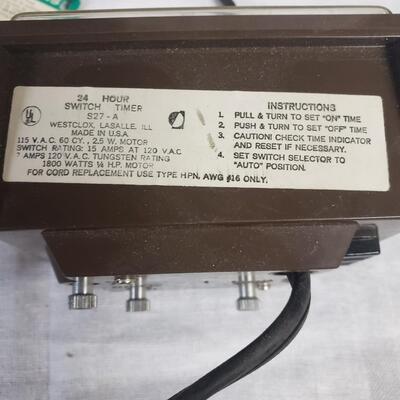 24 HOUR
SWITCH TIMER
S27-A
WESTCLOX, LASALLE, ILL
MADE IN U.S.A.
115 V.A.C. 60 CY., 2.5 W. MOTOR
SWITCH RATING: 15 AMPS AT 120 V.A.C
7 AMPS 120 V.A.C. TUNGSTEN RATING
1800 WATTS ¼ H.P. MOTOR
FOR CORD REPLACEMENT USE TYPE HPN, AWG #16 ONLY.
UL
INSTRUCTIONS
1. PULL & TURN TO SET "ON" TIME
2. PUSH & TURN TO SET "OFF" TIME
3. CAUTION! CHECK TIME INDICATOR
AND RESET IF NECESSARY.
4. SET SWITCH SELECTOR TO
"AUTO" POSITION.